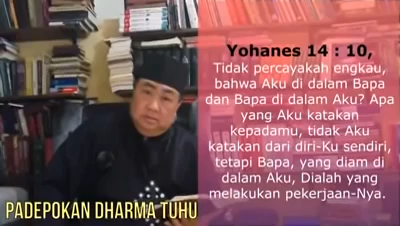 Yohanes 14 : 10,
Tidak percayakah engkau,
bahwa Aku di dalam Bapa
dan Bapa di dalam Aku? Apa
yang Aku katakan
kepadamu, tidak Aku
katakan dari diri-Ku sendiri,
tetapi Bapa, yang diam di
dalam Aku, Dialah yang
melakukan pekerjaan-Nya.
PADEPOKAN DHARMA TUHU